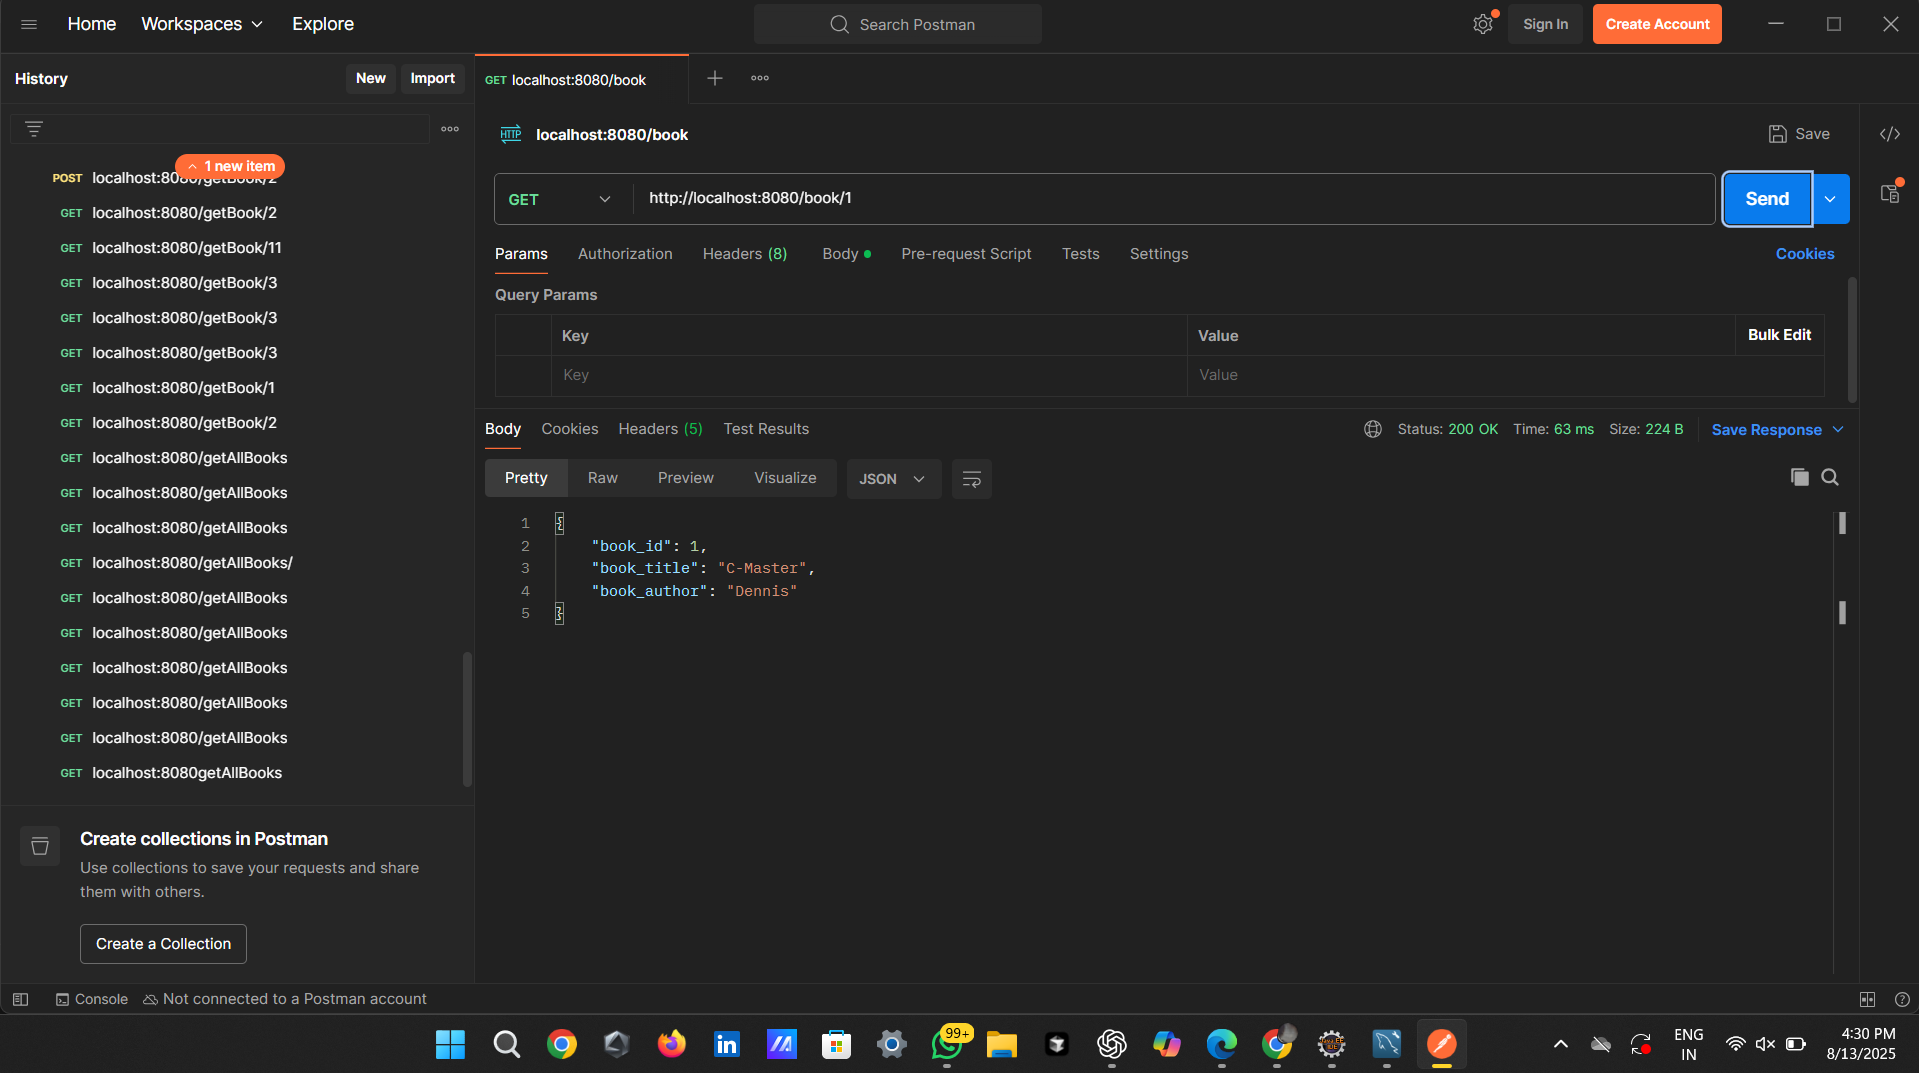 Home Workspaces Explore
Search Postman
Sign In Create Account
History New Import
GET localhost:8080/book
HTTP localhost:8080/book
Save
1 new item
POST localhost:8080/getBook/2
GET localhost:8080/getBook/2
GET localhost:8080/getBook/11
GET localhost:8080/getBook/3
GET localhost:8080/getBook/3
GET localhost:8080/getBook/3
GET localhost:8080/getBook/1
GET localhost:8080/getBook/2
GET localhost:8080/getAllBooks
GET localhost:8080/getAllBooks
GET localhost:8080/getAllBooks
GET localhost:8080/getAllBooks/
GET localhost:8080/getAllBooks
GET localhost:8080/getAllBooks
GET localhost:8080/getAllBooks
GET localhost:8080/getAllBooks
GET localhost:8080/getAllBooks
GET localhost:8080getAllBooks
Create collections in Postman
Use collections to save your requests and share
them with others.
Create a Collection
GET http://localhost:8080/book/1 Send
Params Authorization Headers (8) Body Pre-request Script Tests Settings Cookies
Query Params
Key Value Bulk Edit
Key Value
Body Cookies Headers (5) Test Results
Status: 200 OK Time: 63 ms Size: 224 B Save Response
Pretty Raw Preview Visualize JSON
1 {
2 "book_id": 1,
3 "book_title": "C-Master",
4 "book_author": "Dennis"
5 }
Console Not connected to a Postman account
99+
ENG
IN
4:30 PM
8/13/2025